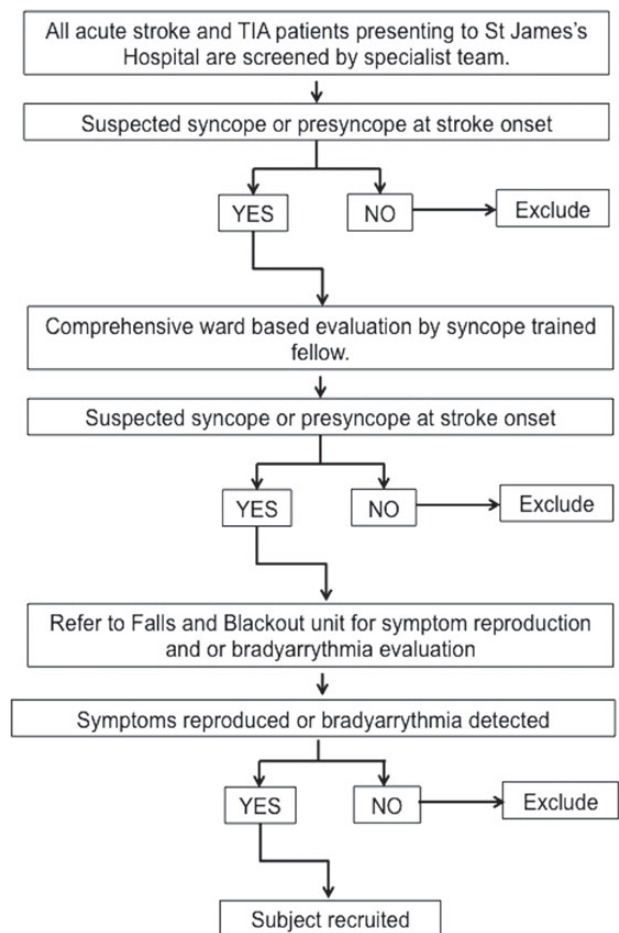 All acute stroke and TIA patients presenting to St James's
Hospital are screened by specialist team.
Suspected syncope or presyncope at stroke onset
YES
NO
Exclude
Comprehensive ward based evaluation by syncope trained
fellow.
Suspected syncope or presyncope at stroke onset
YES
NO
Exclude
Refer to Falls and Blackout unit for symptom reproduction
and or bradyarrythmia evaluation
Symptoms reproduced or bradyarrythmia detected
YES
NO
Exclude
Subject recruited